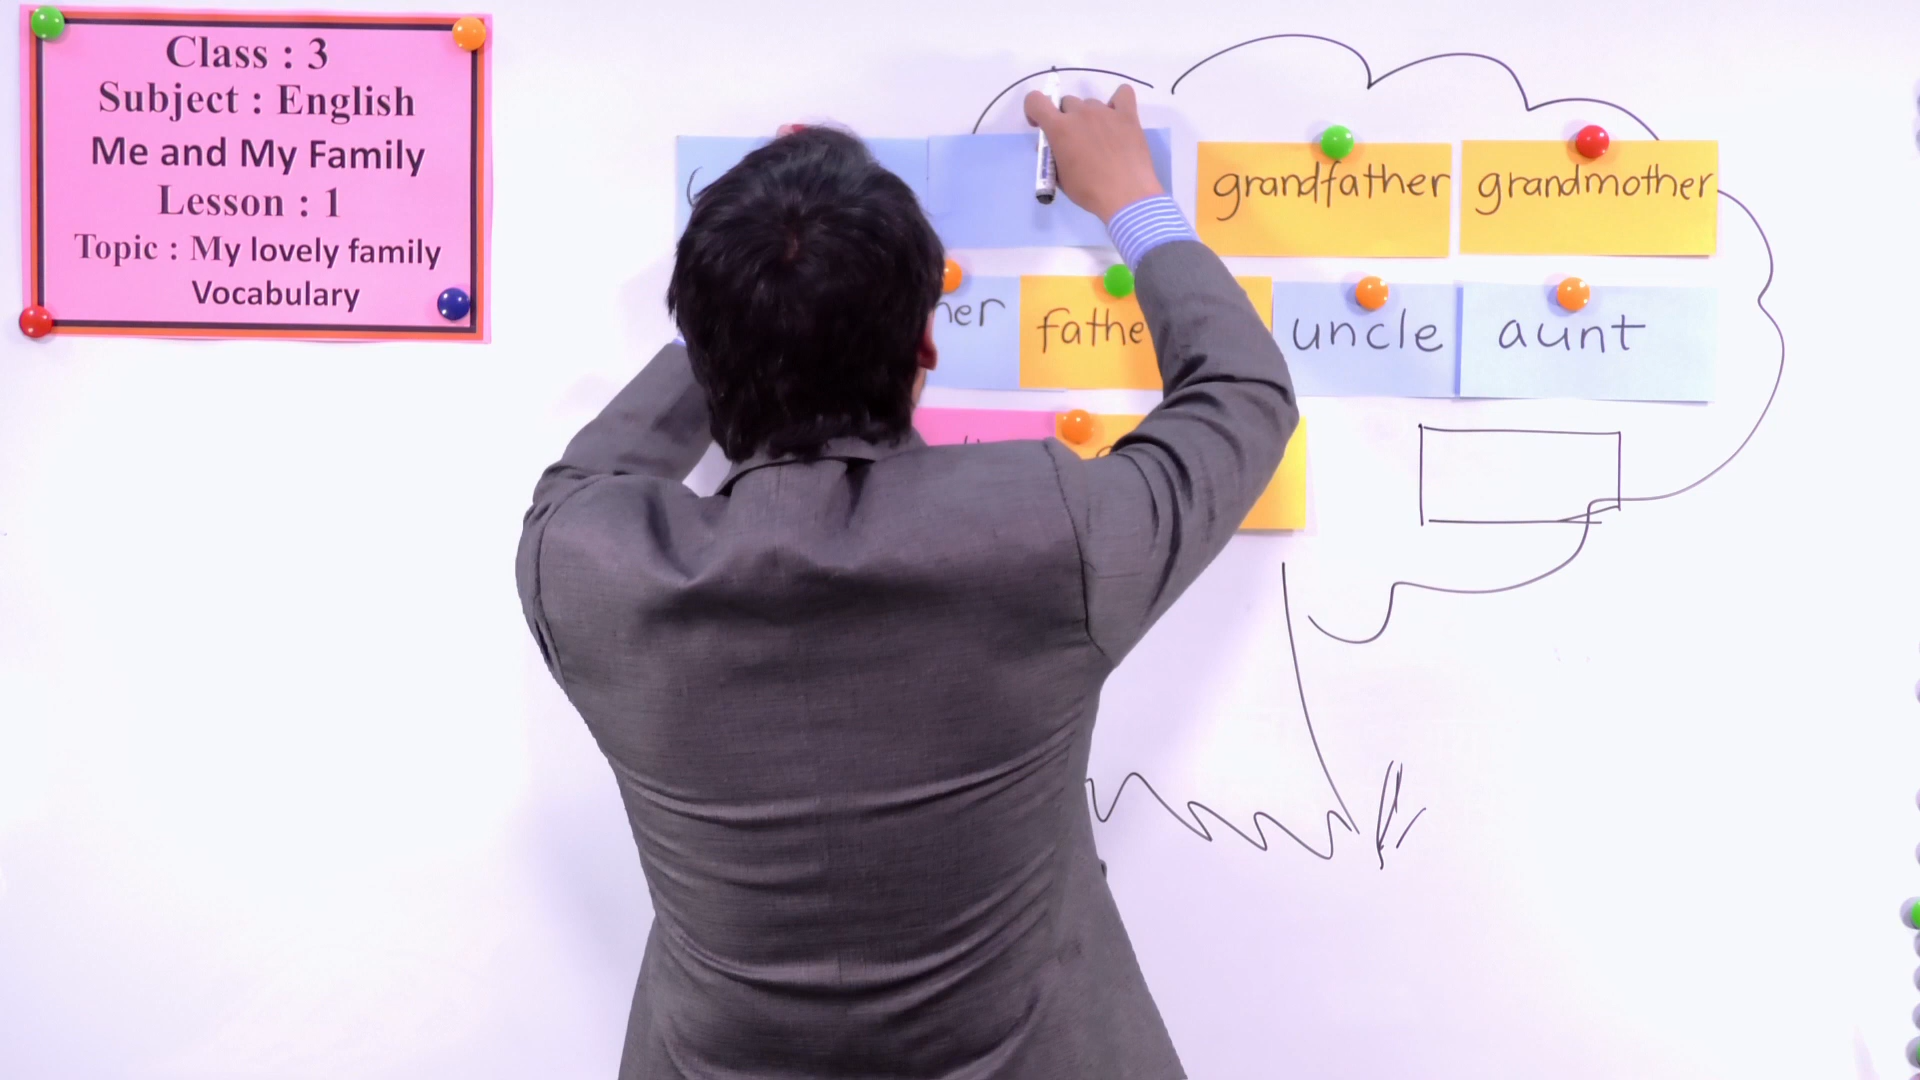 Class : 3
Subject : English
Me and My Family
Lesson : 1
Topic : My lovely family
Vocabulary
grandfather grandmother
uncle aunt